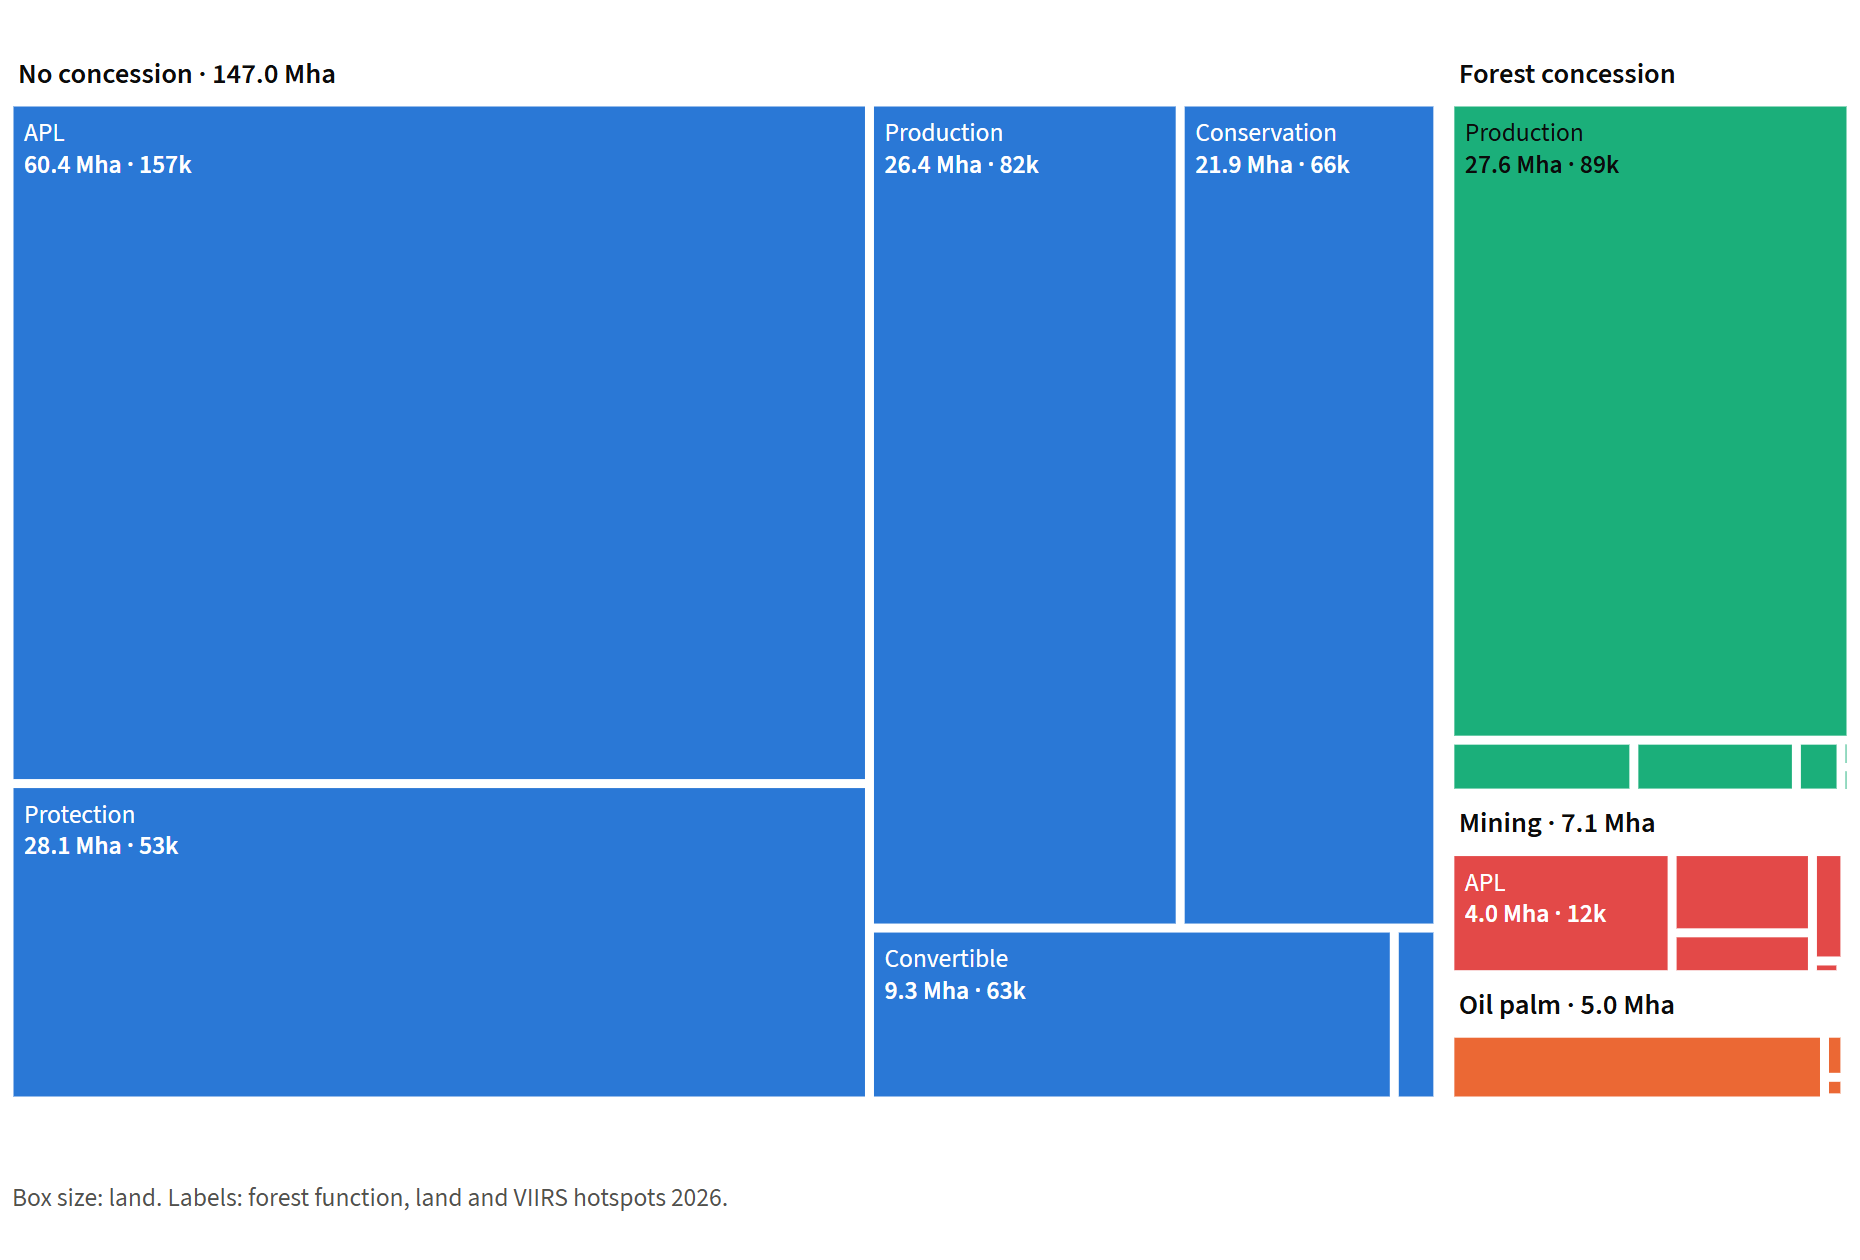 No concession · 147.0 Mha
APL
60.4 Mha · 157k
Protection
28.1 Mha · 53k
Production
26.4 Mha · 82k
Conservation
21.9 Mha · 66k
Convertible
9.3 Mha · 63k
Forest concession
Production
27.6 Mha · 89k
Mining · 7.1 Mha
APL
4.0 Mha · 12k
Oil palm · 5.0 Mha
Box size: land. Labels: forest function, land and VIIRS hotspots 2026.